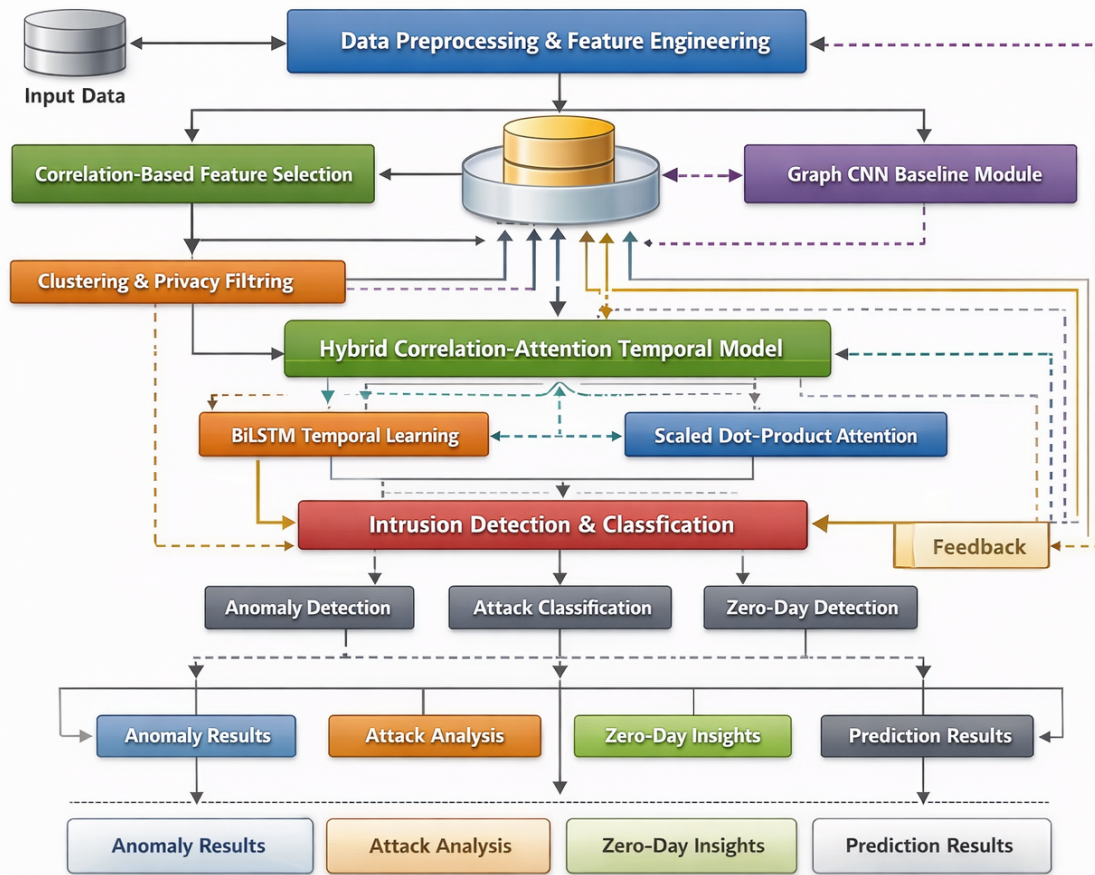 Data Preprocessing & Feature Engineering
Input Data
Correlation-Based Feature Selection
Graph CNN Baseline Module
Clustering & Privacy Filtring
Hybrid Correlation-Attention Temporal Model
BiLSTM Temporal Learning
Scaled Dot-Product Attention
Intrusion Detection & Classfication
Feedback
Anomaly Detection
Attack Classification
Zero-Day Detection
Anomaly Results
Attack Analysis
Zero-Day Insights
Prediction Results
Anomaly Results
Attack Analysis
Zero-Day Insights
Prediction Results